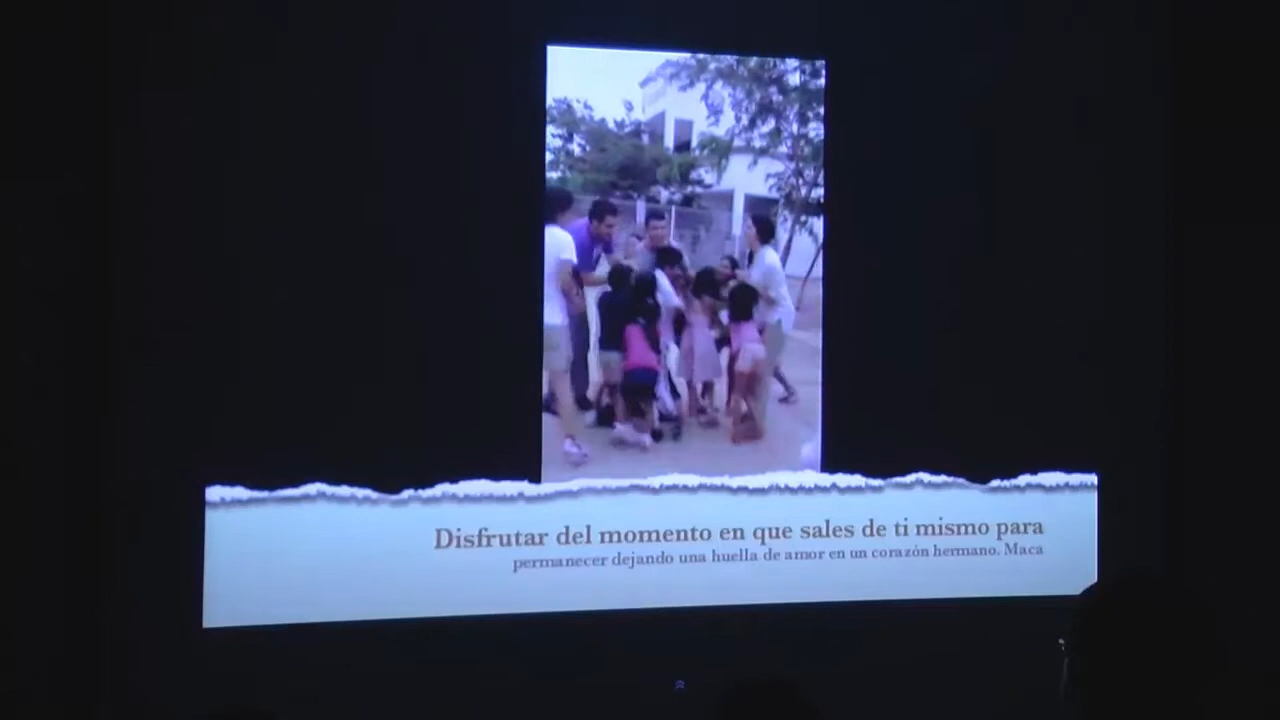 Disfrutar del momento en que sales de ti mismo para
permanecer dejando una huella de amor en un corazón hermano. Maca